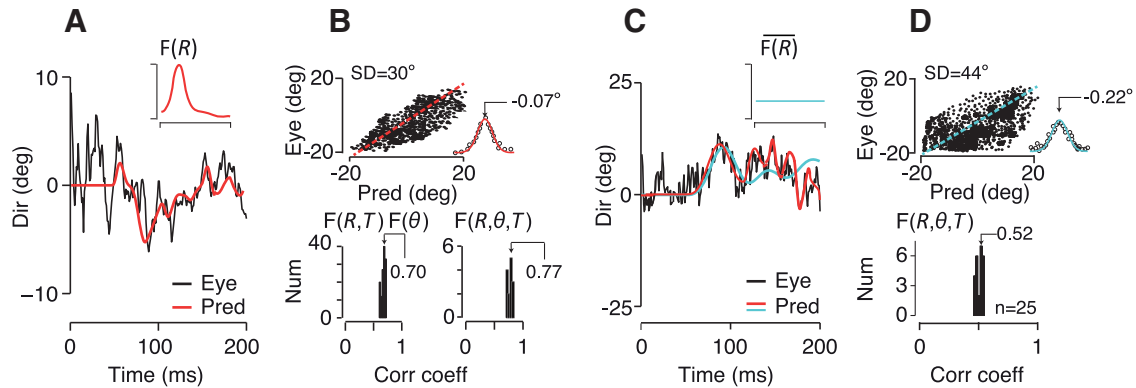 A
F(R)
10
0
−10
Dir (deg)
Eye
Pred
0
100
200
Time (ms)
B
SD=30°
20
-20
Eye (deg)
-0.07°
-20
20
Pred (deg)
F(R,T) F(θ)
40
20
0
Num
0.70
0
1
F(R,θ,T)
6
3
0
0.77
0
1
Corr coeff
C
F(R)
25
0
-25
Dir (deg)
Eye
Pred
0
100
200
Time (ms)
D
SD=44°
20
-20
Eye (deg)
-0.22°
-20
20
Pred (deg)
F(R,θ,T)
6
3
0
Num
0.52
n=25
0
1
Corr coeff